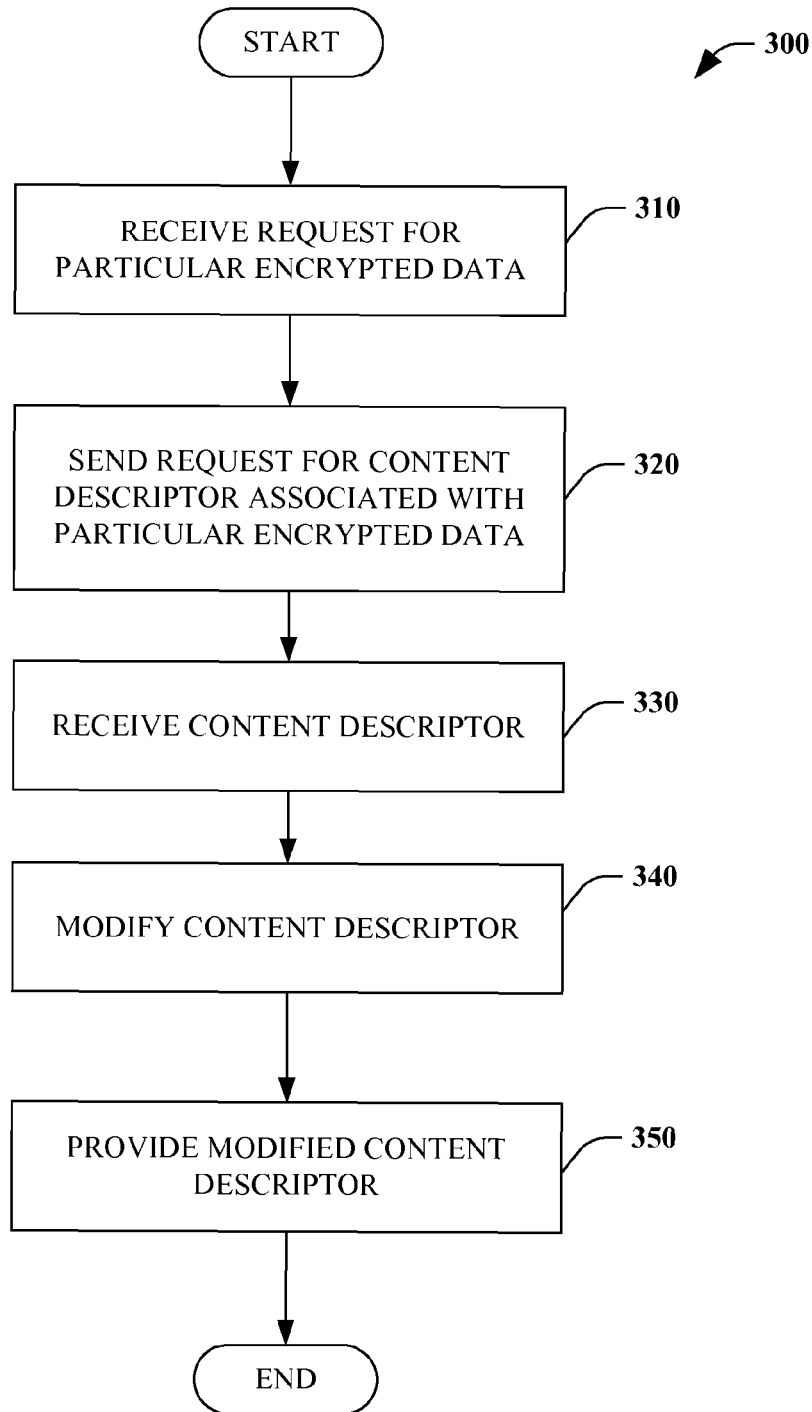 START
300
RECEIVE REQUEST FOR
PARTICULAR ENCRYPTED DATA
310
SEND REQUEST FOR CONTENT
DESCRIPTOR ASSOCIATED WITH
PARTICULAR ENCRYPTED DATA
320
RECEIVE CONTENT DESCRIPTOR
330
MODIFY CONTENT DESCRIPTOR
340
PROVIDE MODIFIED CONTENT
DESCRIPTOR
350
END